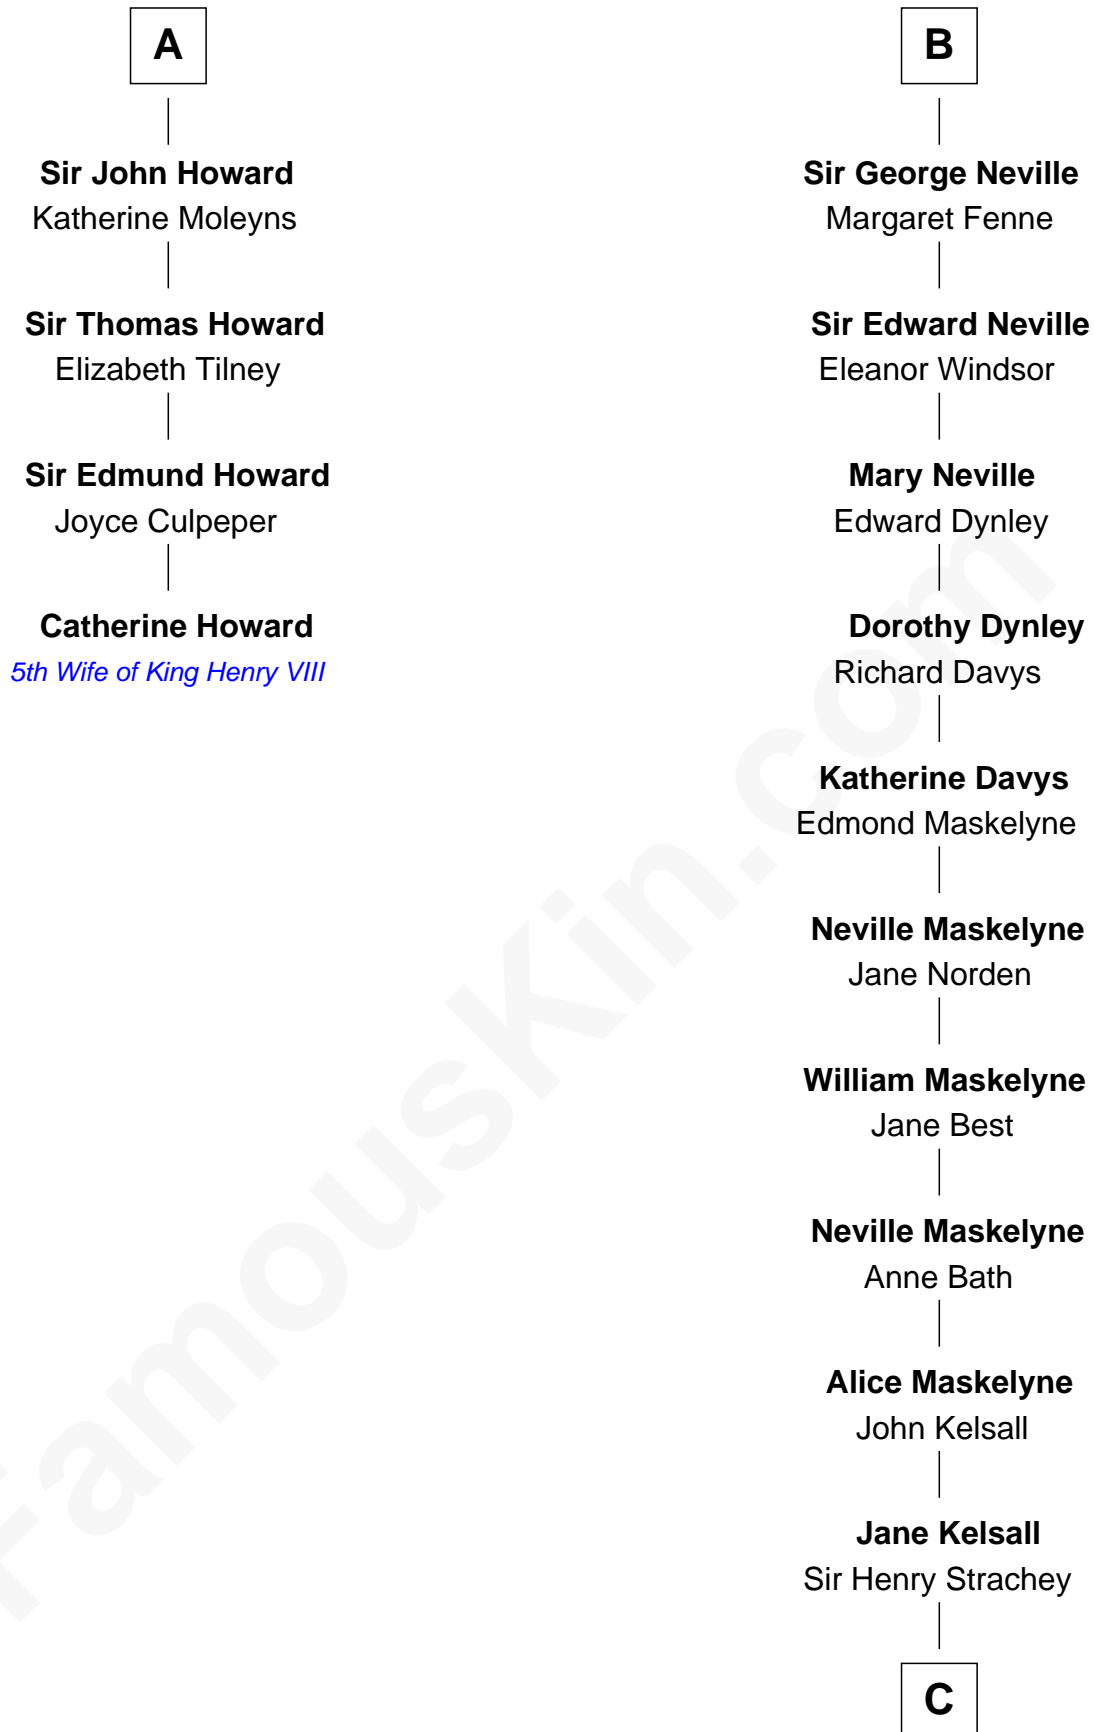 A
Sir John Howard
Katherine Moleyns
Sir Thomas Howard
Elizabeth Tilney
Sir Edmund Howard
Joyce Culpeper
Catherine Howard
5th Wife of King Henry VIII
B
Sir George Neville
Margaret Fenne
Sir Edward Neville
Eleanor Windsor
Mary Neville
Edward Dynley
Dorothy Dynley
Richard Davys
Katherine Davys
Edmond Maskelyne
Neville Maskelyne
Jane Norden
William Maskelyne
Jane Best
Neville Maskelyne
Anne Bath
Alice Maskelyne
John Kelsall
Jane Kelsall
Sir Henry Strachey
C
FamousKin.com